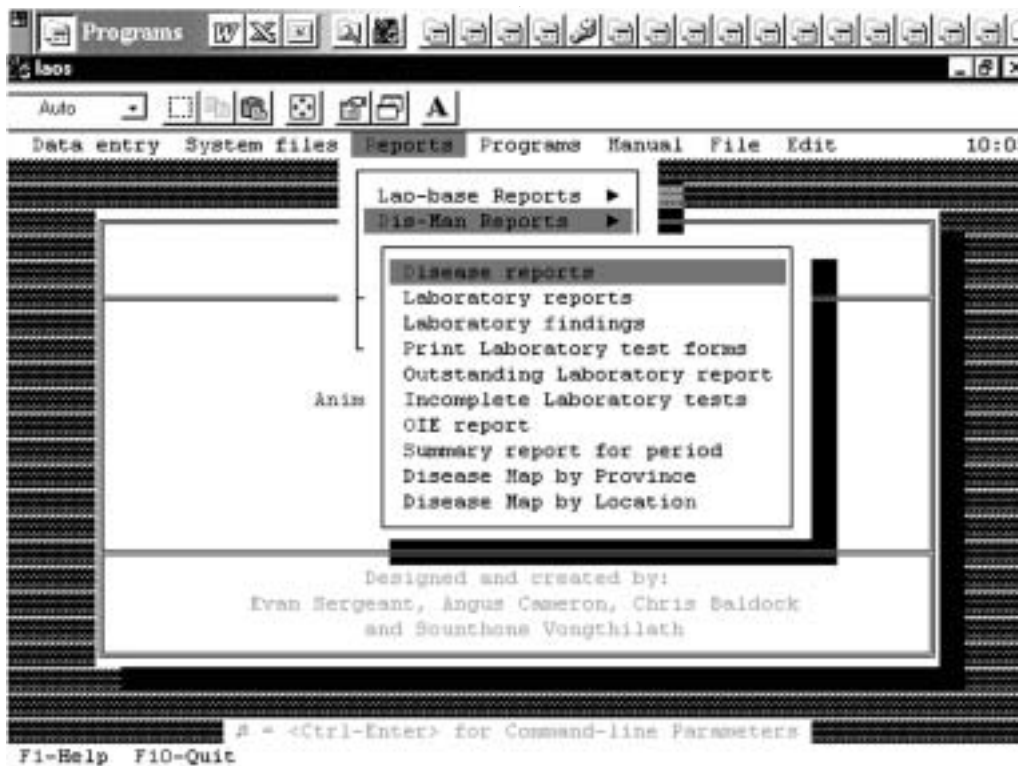 Programs
laos
Auto
A
Data entry System files Reports Programs Manual File Edit 10:0
Lao-base Reports ►
Dis-Man Reports ►
Disease reports
Laboratory reports
Laboratory findings
Print Laboratory test forms
Outstanding Laboratory report
Anim Incomplete Laboratory tests
OIE report
Summary report for period
Disease Map by Province
Disease Map by Location
Designed and created by:
Evan Sergeant, Angus Cameron, Chris Baldock
and Sounthone Vongthilath
♬ = <Ctrl-Enter> for Command-line Parameters
F1-Help F10-Quit